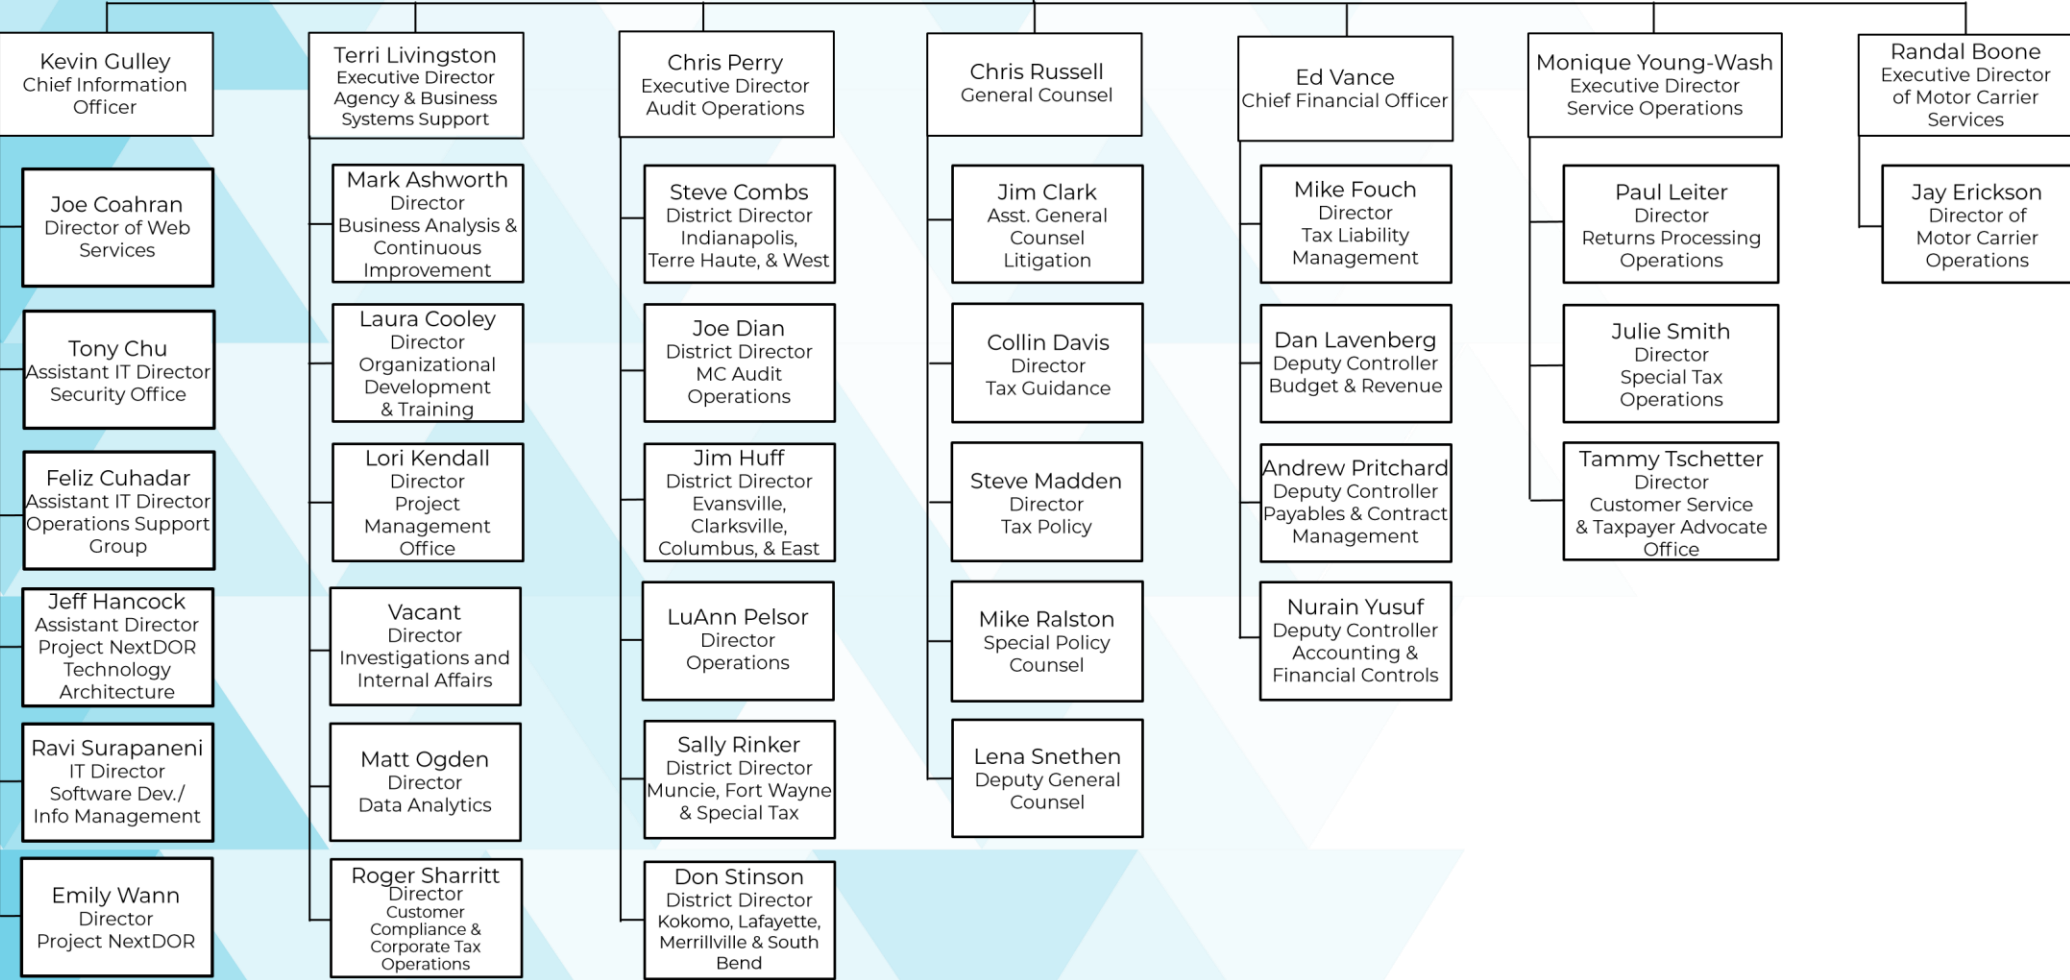 Kevin Gulley
Chief Information
Officer
Joe Coahran
Director of Web
Services
Tony Chu
Assistant IT Director
Security Office
Feliz Cuhadar
Assistant IT Director
Operations Support
Group
Jeff Hancock
Assistant Director
Project NextDOR
Technology
Architecture
Ravi Surapaneni
IT Director
Software Dev./
Info Management
Emily Wann
Director
Project NextDOR
Terri Livingston
Executive Director
Agency & Business
Systems Support
Mark Ashworth
Director
Business Analysis &
Continuous
Improvement
Laura Cooley
Director
Organizational
Development
& Training
Lori Kendall
Director
Project
Management
Office
Vacant
Director
Investigations and
Internal Affairs
Matt Ogden
Director
Data Analytics
Roger Sharritt
Director
Customer
Compliance &
Corporate Tax
Operations
Chris Perry
Executive Director
Audit Operations
Steve Combs
District Director
Indianapolis,
Terre Haute, & West
Joe Dian
District Director
MC Audit
Operations
Jim Huff
District Director
Evansville,
Clarksville,
Columbus, & East
LuAnn Pelsor
Director
Operations
Sally Rinker
District Director
Muncie, Fort Wayne
& Special Tax
Don Stinson
District Director
Kokomo, Lafayette,
Merrillville & South
Bend
Chris Russell
General Counsel
Jim Clark
Asst. General
Counsel
Litigation
Collin Davis
Director
Tax Guidance
Steve Madden
Director
Tax Policy
Mike Ralston
Special Policy
Counsel
Lena Snethen
Deputy General
Counsel
Ed Vance
Chief Financial Officer
Mike Fouch
Director
Tax Liability
Management
Dan Lavenberg
Deputy Controller
Budget & Revenue
Andrew Pritchard
Deputy Controller
Payables & Contract
Management
Nurain Yusuf
Deputy Controller
Accounting &
Financial Controls
Monique Young-Wash
Executive Director
Service Operations
Paul Leiter
Director
Returns Processing
Operations
Julie Smith
Director
Special Tax
Operations
Tammy Tschetter
Director
Customer Service
& Taxpayer Advocate
Office
Randal Boone
Executive Director
of Motor Carrier
Services
Jay Erickson
Director of
Motor Carrier
Operations